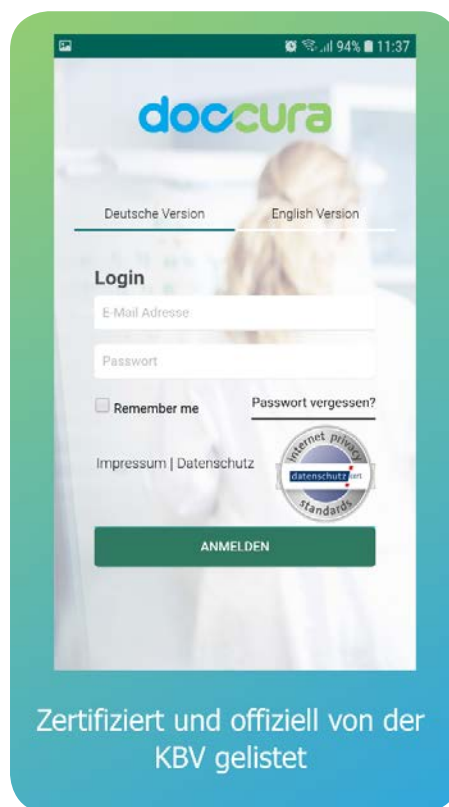 94% 11:37
doccura
Deutsche Version English Version
Login
E-Mail Adresse
Passwort
Remember me Passwort vergessen?
Impressum | Datenschutz
internet privacy
datenschutz cert
standards
ANMELDEN
Zertifiziert und offiziell von der
KBV gelistet